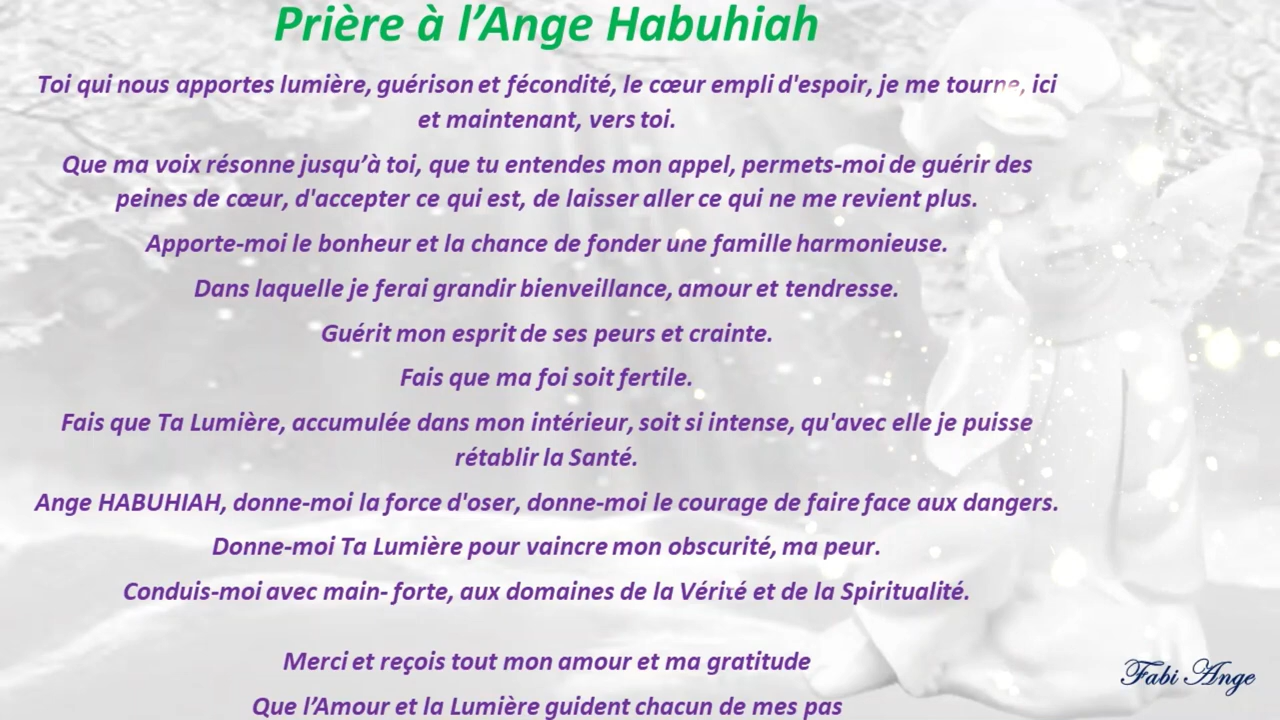 Prière à l’Ange Habuhiah
Toi qui nous apportes lumière, guérison et fécondité, le cœur empli d'espoir, je me tourne, ici
et maintenant, vers toi.
Que ma voix résonne jusqu’à toi, que tu entendes mon appel, permets-moi de guérir des
peines de cœur, d'accepter ce qui est, de laisser aller ce qui ne me revient plus.
Apporte-moi le bonheur et la chance de fonder une famille harmonieuse.
Dans laquelle je ferai grandir bienveillance, amour et tendresse.
Guérit mon esprit de ses peurs et crainte.
Fais que ma foi soit fertile.
Fais que Ta Lumière, accumulée dans mon intérieur, soit si intense, qu'avec elle je puisse
rétablir la Santé.
Ange HABUHIAH, donne-moi la force d'oser, donne-moi le courage de faire face aux dangers.
Donne-moi Ta Lumière pour vaincre mon obscurité, ma peur.
Conduis-moi avec main- forte, aux domaines de la Vérité et de la Spiritualité.
Merci et reçois tout mon amour et ma gratitude
Que l’Amour et la Lumière guident chacun de mes pas
Fabi Ange